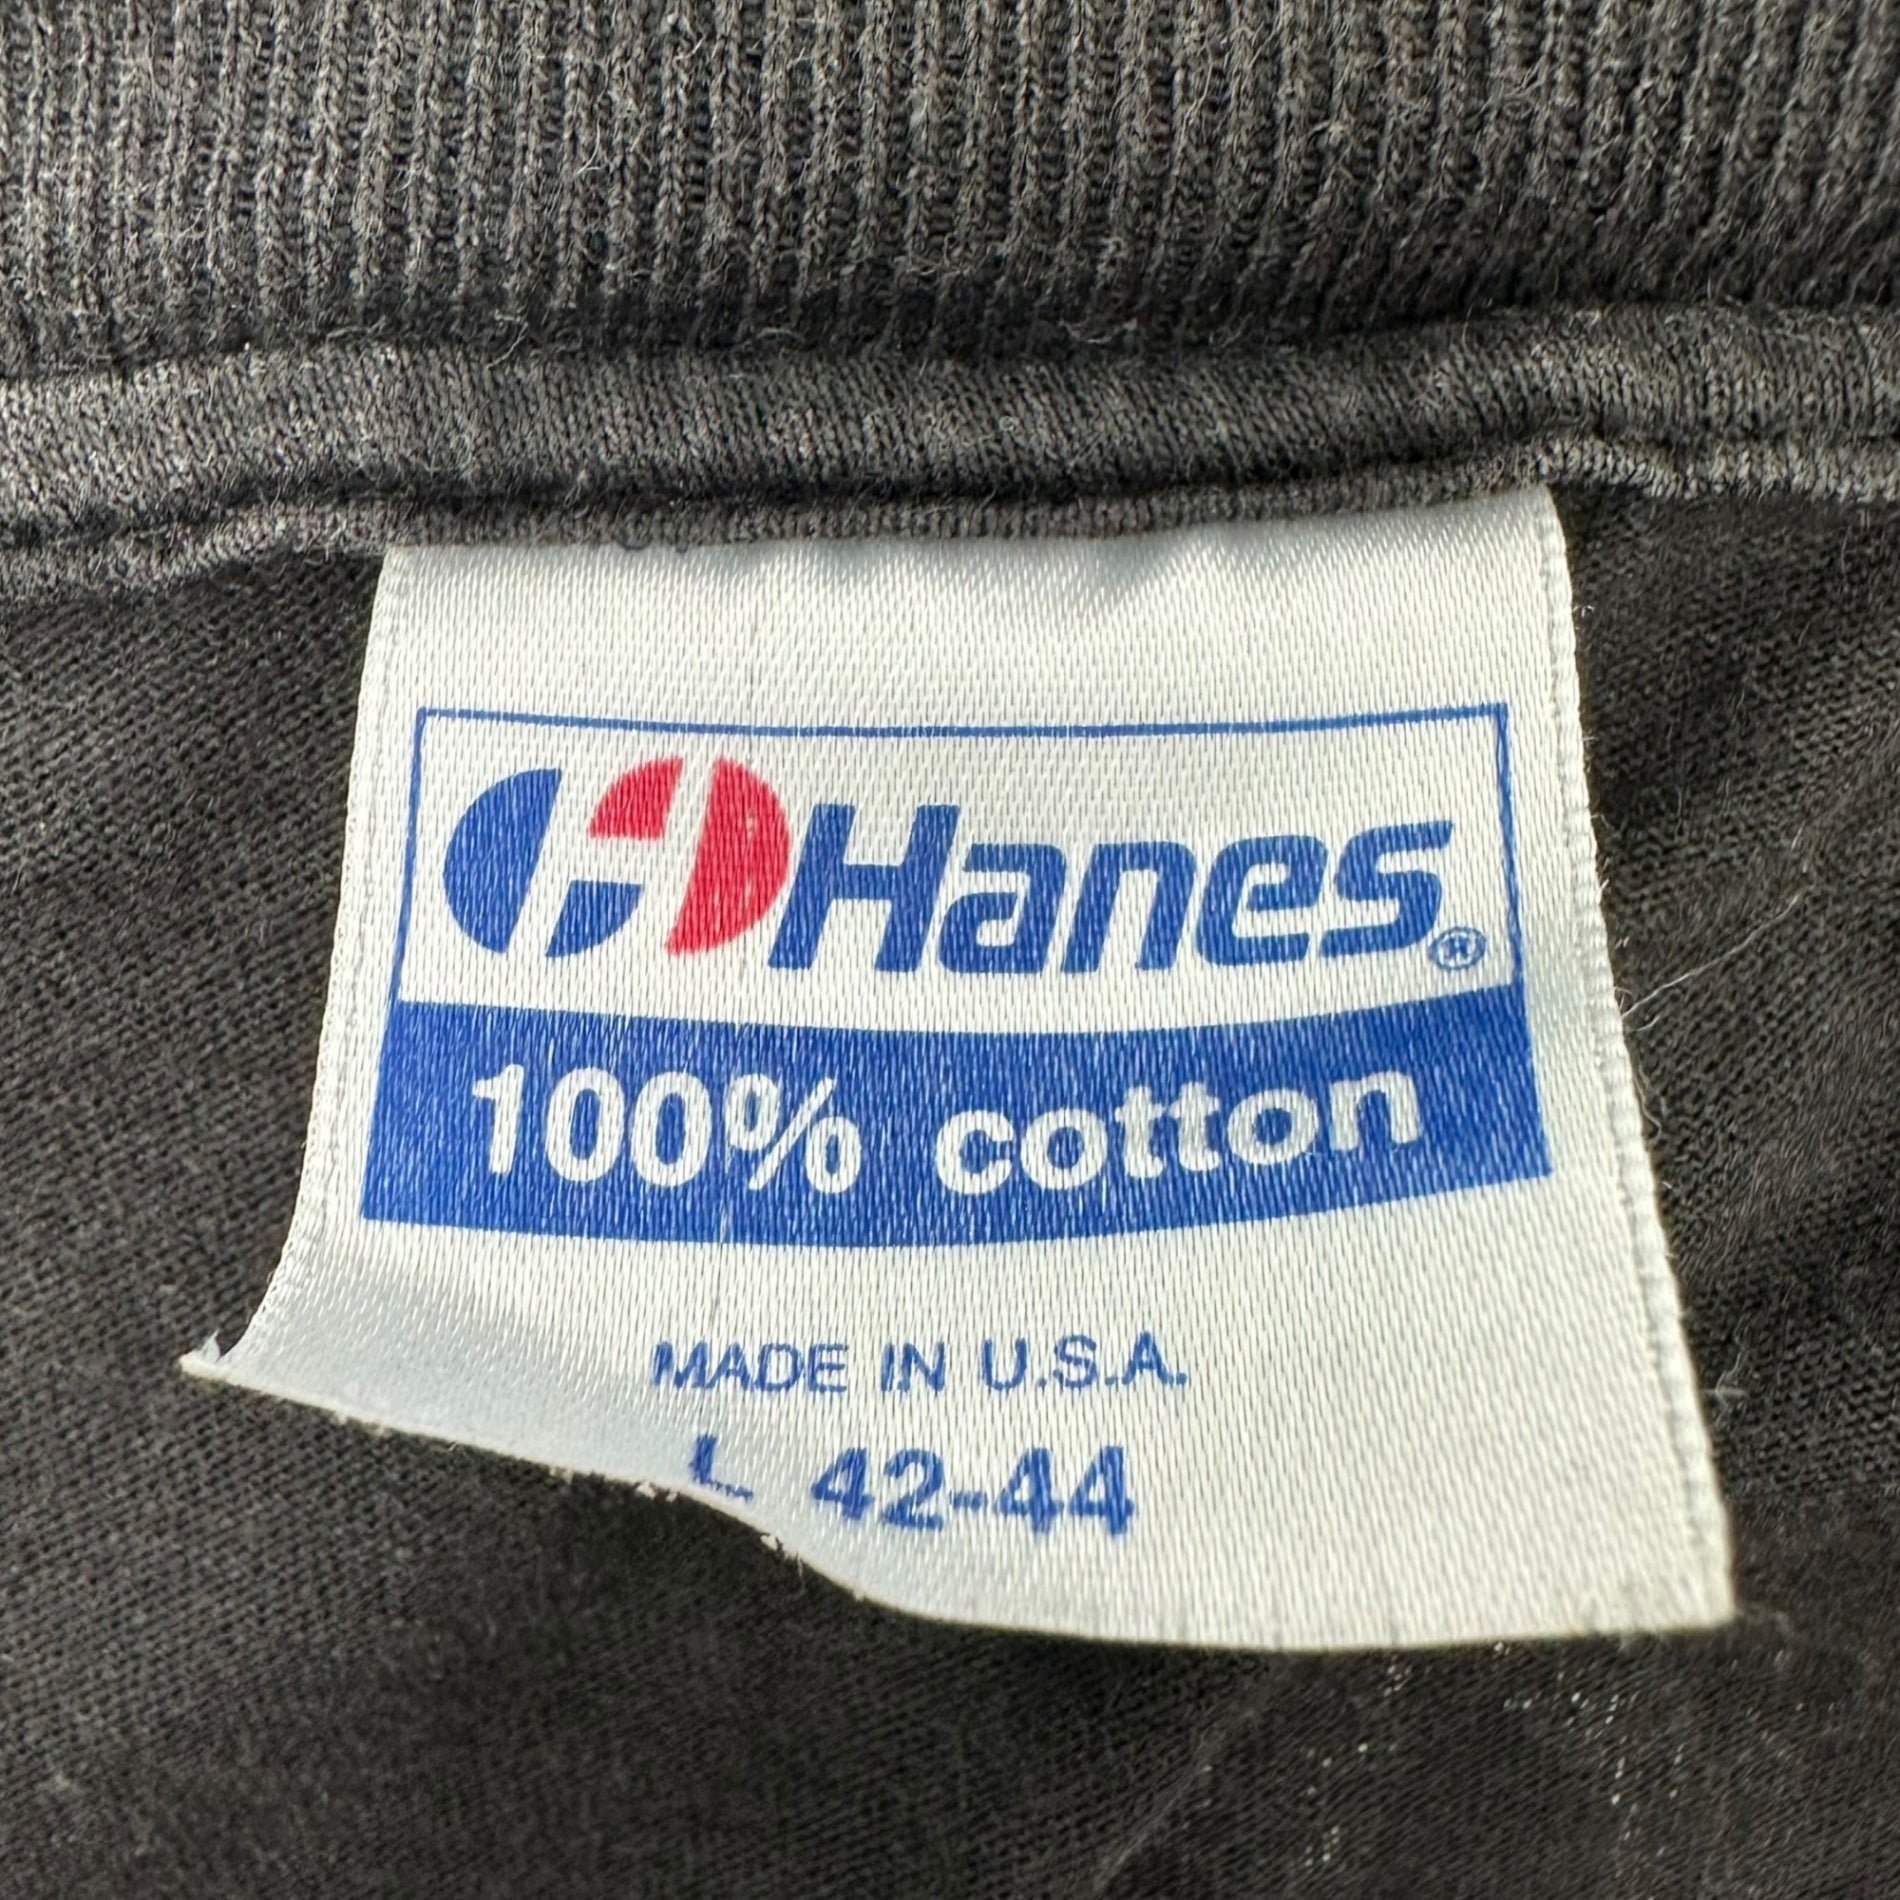 Hanes®
100% cotton
MADE IN U.S.A.
L 42-44